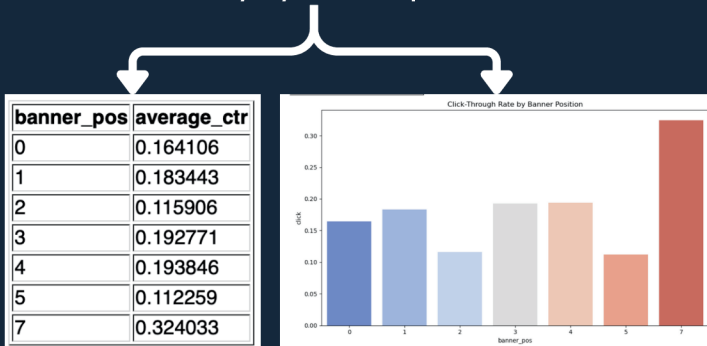 banner_pos average_ctr
0 0.164106
1 0.183443
2 0.115906
3 0.192771
4 0.193846
5 0.112259
7 0.324033
Click-Through Rate by Banner Position
click
0.30
0.25
0.20
0.15
0.10
0.05
0.00
0 1 2 3 4 5 7
banner_pos